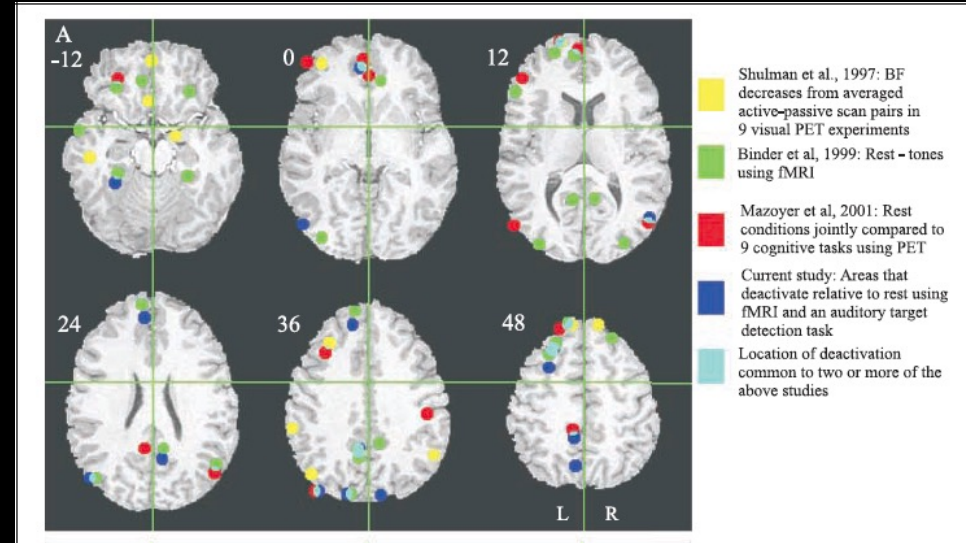 A
-12
0
12
24
36
48
L R
Shulman et al., 1997: BF
decreases from averaged
active-passive scan pairs in
9 visual PET experiments
Binder et al, 1999: Rest - tones
using fMRI
Mazoyer et al, 2001: Rest
conditions jointly compared to
9 cognitive tasks using PET
Current study: Areas that
deactivate relative to rest using
fMRI and an auditory target
detection task
Location of deactivation
common to two or more of the
above studies